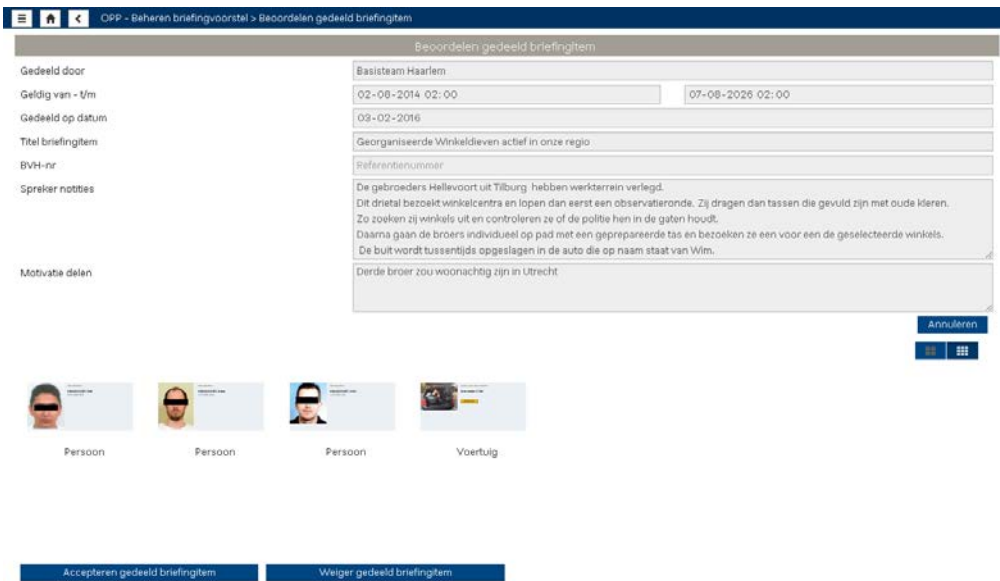 OPP - Beheren briefingvoorstel > Beoordelen gedeeld briefingitem
Beoordelen gedeeld briefingitem
Gedeeld door
Basisteam Haarlem
Geldig van - t/m
02-08-2014 02:00
07-08-2026 02:00
Gedeeld op datum
03-02-2016
Titel briefingitem
Georganiseerde Winkeldieven actief in onze regio
BVH-nr
Referentienummer
Spreker notities
De gebroeders Hellevoort uit Tilburg hebben werkterrein verlegd.
Dit drietal bezoekt winkelcentra en lopen dan eerst een observatieronde. Zij dragen dan tassen die gevuld zijn met oude kleren.
Zo zoeken zij winkels uit en controleren ze of de politie hen in de gaten houdt.
Daarna gaan de broers individueel op pad met een geprepareerde tas en bezoeken ze een voor een de geselecteerde winkels.
De buit wordt tussentijds opgeslagen in de auto die op naam staat van Wim.
Motivatie delen
Derde broer zou woonachtig zijn in Utrecht
Annuleren
Persoon
Persoon
Persoon
Voertuig
Accepteren gedeeld briefingitem
Weiger gedeeld briefingitem